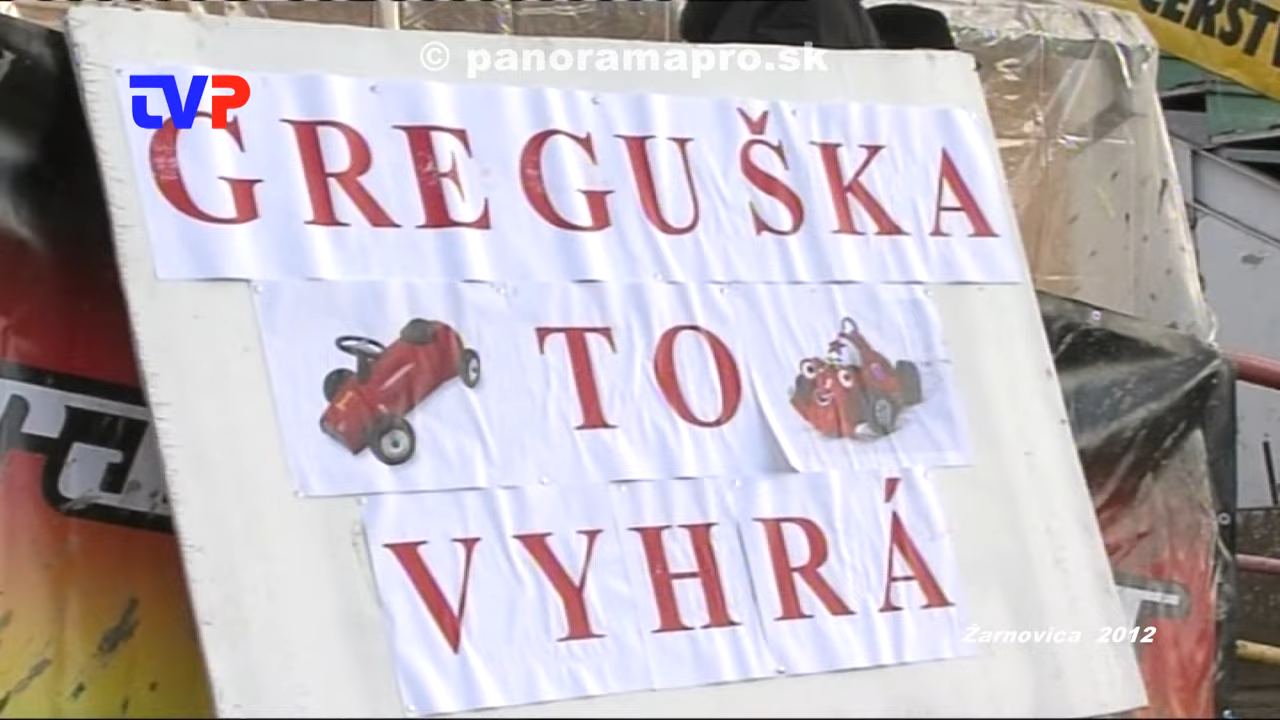 © panoramapro.sk
TVP
GREGUŠKA
TO
VYHRÁ
Žarnovica 2012